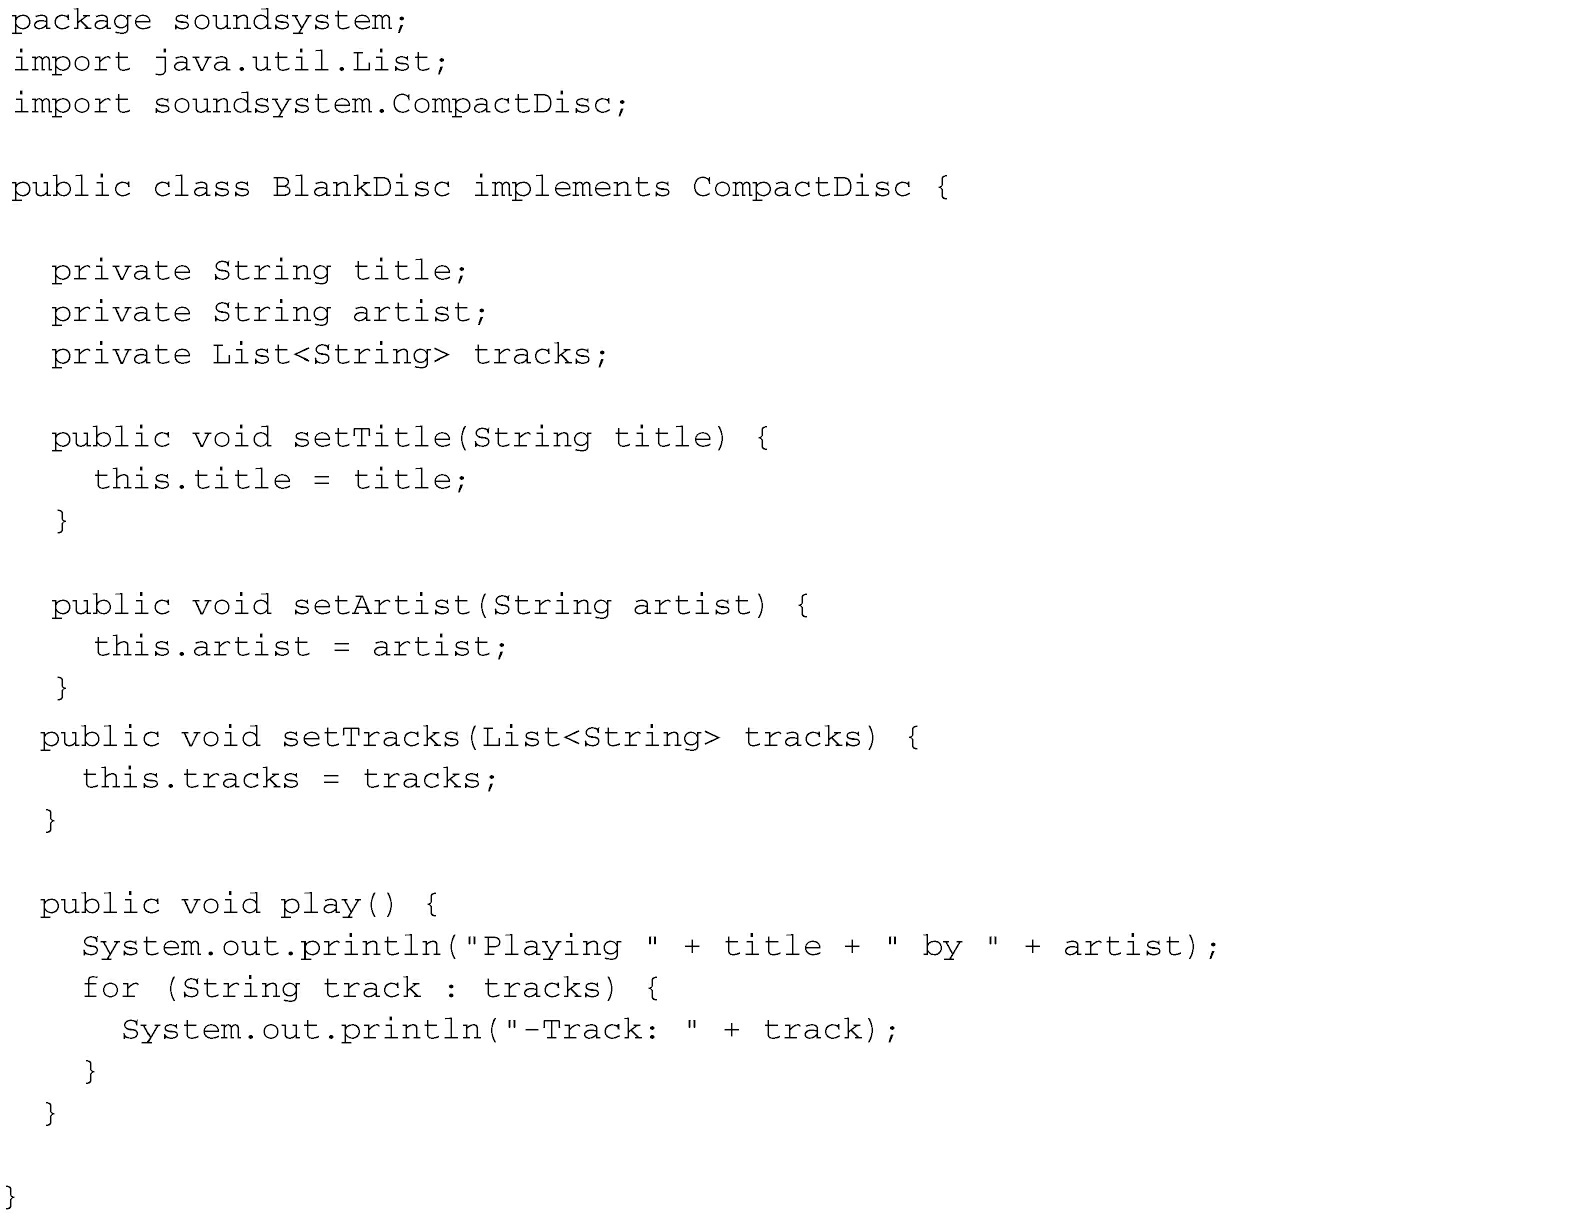 package soundsystem;
import java.util.List;
import soundsystem.CompactDisc;

public class BlankDisc implements CompactDisc {

  private String title;
  private String artist;
  private List<String> tracks;

  public void setTitle(String title) {
    this.title = title;
  }

  public void setArtist(String artist) {
    this.artist = artist;
  }
  public void setTracks(List<String> tracks) {
    this.tracks = tracks;
  }

  public void play() {
    System.out.println("Playing " + title + " by " + artist);
    for (String track : tracks) {
      System.out.println("-Track: " + track);
    }
  }

}